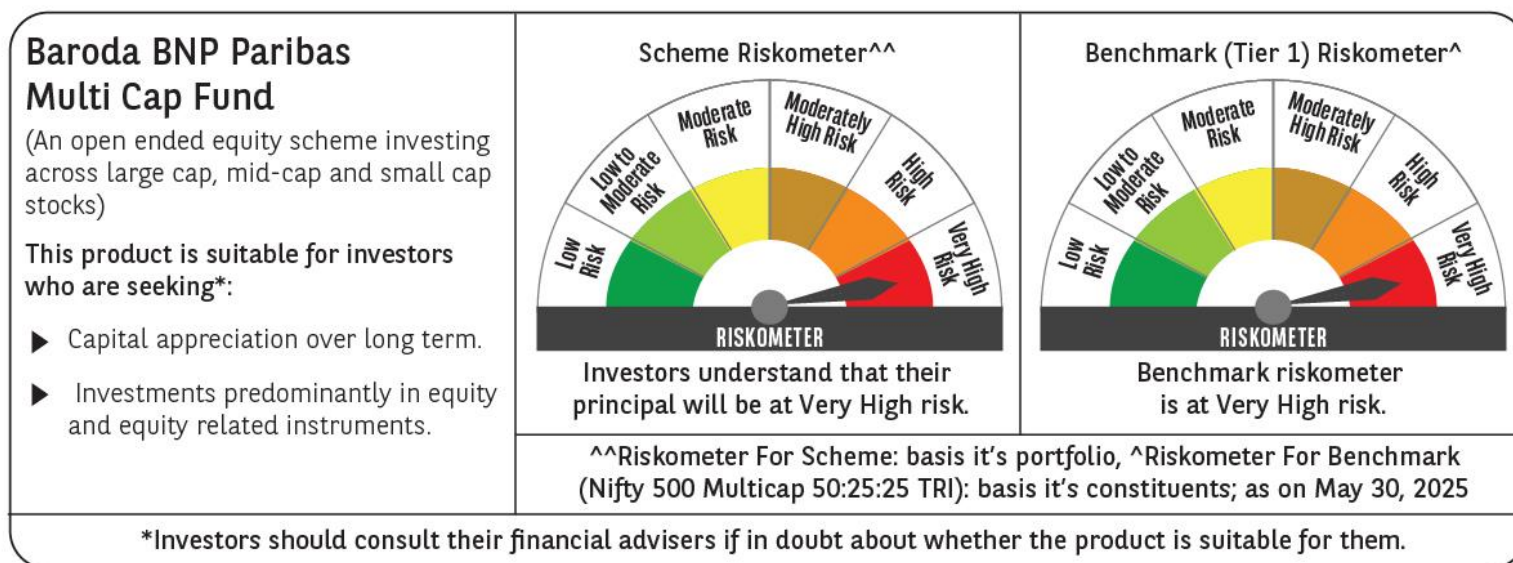 Baroda BNP Paribas
Multi Cap Fund
(An open ended equity scheme investing
across large cap, mid-cap and small cap
stocks)
This product is suitable for investors
who are seeking*:
▶ Capital appreciation over long term.
▶ Investments predominantly in equity
and equity related instruments.
Scheme Riskometer^^
Low
Risk
Low to
Moderate
Risk
Moderate
Risk
Moderately
High Risk
High
Risk
Very High
Risk
RISKOMETER
Investors understand that their
principal will be at Very High risk.
Benchmark (Tier 1) Riskometer^
Low
Risk
Low to
Moderate
Risk
Moderate
Risk
Moderately
High Risk
High
Risk
Very High
Risk
RISKOMETER
Benchmark riskometer
is at Very High risk.
^^Riskometer For Scheme: basis it's portfolio, ^Riskometer For Benchmark
(Nifty 500 Multicap 50:25:25 TRI): basis it's constituents; as on May 30, 2025
*Investors should consult their financial advisers if in doubt about whether the product is suitable for them.